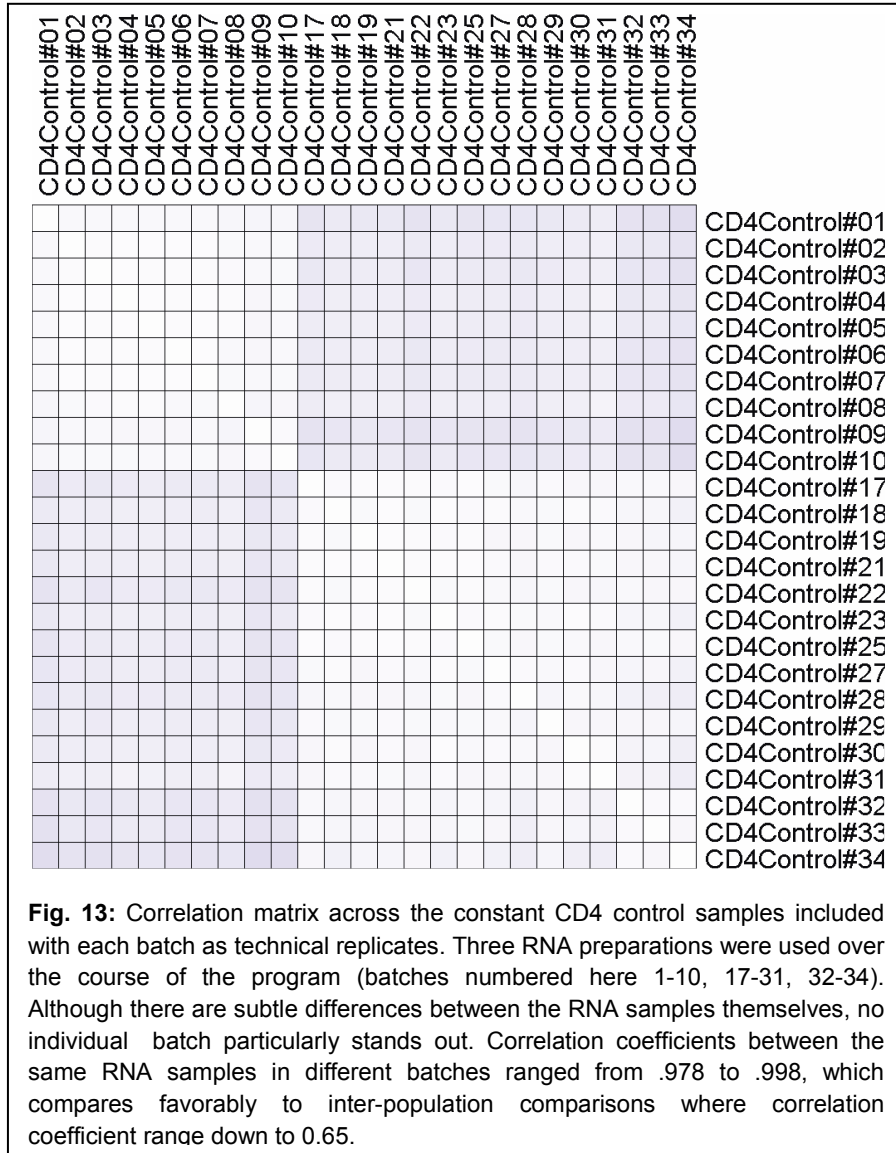 CD4Control#01
CD4Control#02
CD4Control#03
CD4Control#04
CD4Control#05
CD4Control#06
CD4Control#07
CD4Control#08
CD4Control#09
CD4Control#10
CD4Control#17
CD4Control#18
CD4Control#19
CD4Control#21
CD4Control#22
CD4Control#23
CD4Control#25
CD4Control#27
CD4Control#28
CD4Control#29
CD4Control#30
CD4Control#31
CD4Control#32
CD4Control#33
CD4Control#34
CD4Control#01
CD4Control#02
CD4Control#03
CD4Control#04
CD4Control#05
CD4Control#06
CD4Control#07
CD4Control#08
CD4Control#09
CD4Control#10
CD4Control#17
CD4Control#18
CD4Control#19
CD4Control#21
CD4Control#22
CD4Control#23
CD4Control#25
CD4Control#27
CD4Control#28
CD4Control#29
CD4Control#30
CD4Control#31
CD4Control#32
CD4Control#33
CD4Control#34
Fig. 13: Correlation matrix across the constant CD4 control samples included
with each batch as technical replicates. Three RNA preparations were used over
the course of the program (batches numbered here 1-10, 17-31, 32-34).
Although there are subtle differences between the RNA samples themselves, no
individual batch particularly stands out. Correlation coefficients between the
same RNA samples in different batches ranged from .978 to .998, which
compares favorably to inter-population comparisons where correlation
coefficient range down to 0.65.